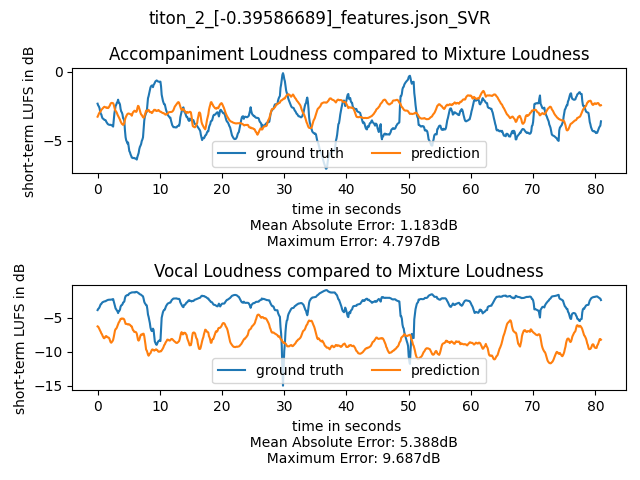 titon_2_[-0.39586689]_features.json_SVR
Accompaniment Loudness compared to Mixture Loudness
short-term LUFS in dB
0
−5
ground truth
prediction
0 10 20 30 40 50 60 70 80
time in seconds
Mean Absolute Error: 1.183dB
Maximum Error: 4.797dB
Vocal Loudness compared to Mixture Loudness
short-term LUFS in dB
−5
−10
−15
ground truth
prediction
0 10 20 30 40 50 60 70 80
time in seconds
Mean Absolute Error: 5.388dB
Maximum Error: 9.687dB